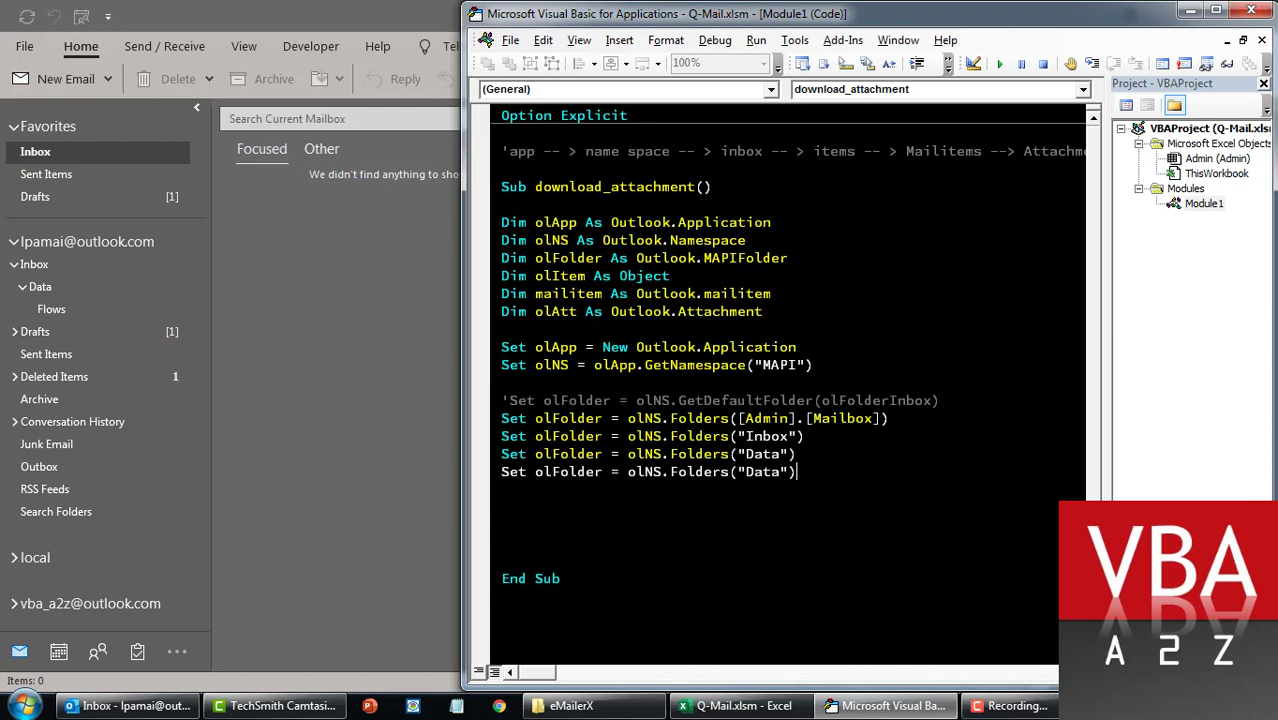 File
Home
Send / Receive
View
Developer
Help
Tel
New Email
Delete
Archive
Reply
Favorites
Inbox
Sent Items
Drafts [1]
lpamai@outlook.com
Inbox
Data
Flows
Drafts [1]
Sent Items
Deleted Items 1
Archive
Conversation History
Junk Email
Outbox
RSS Feeds
Search Folders
local
vba_a2z@outlook.com
Items: 0
Search Current Mailbox
Focused Other
We didn't find anything to sho
Microsoft Visual Basic for Applications - Q-Mail.xlsm - [Module1 (Code)]
File Edit View Insert Format Debug Run Tools Add-Ins Window Help
100%
(General)
download_attachment
Option Explicit
'app -- > name space -- > inbox -- > items -- > Mailitems --> Attachme
Sub download_attachment()
Dim olApp As Outlook.Application
Dim olNS As Outlook.Namespace
Dim olFolder As Outlook.MAPIFolder
Dim olItem As Object
Dim mailitem As Outlook.mailitem
Dim olAtt As Outlook.Attachment
Set olApp = New Outlook.Application
Set olNS = olApp.GetNamespace("MAPI")
'Set olFolder = olNS.GetDefaultFolder(olFolderInbox)
Set olFolder = olNS.Folders([Admin].[Mailbox])
Set olFolder = olNS.Folders("Inbox")
Set olFolder = olNS.Folders("Data")
Set olFolder = olNS.Folders("Data")
End Sub
Project - VBAProject
VBAProject (Q-Mail.xlsm
Microsoft Excel Objects
Admin (Admin)
ThisWorkbook
Modules
Module1
VBA
A2Z
Inbox - lpamai@out...
TechSmith Camtasi...
eMailerX
Q-Mail.xlsm - Excel
Microsoft Visual Bas...
Recording...